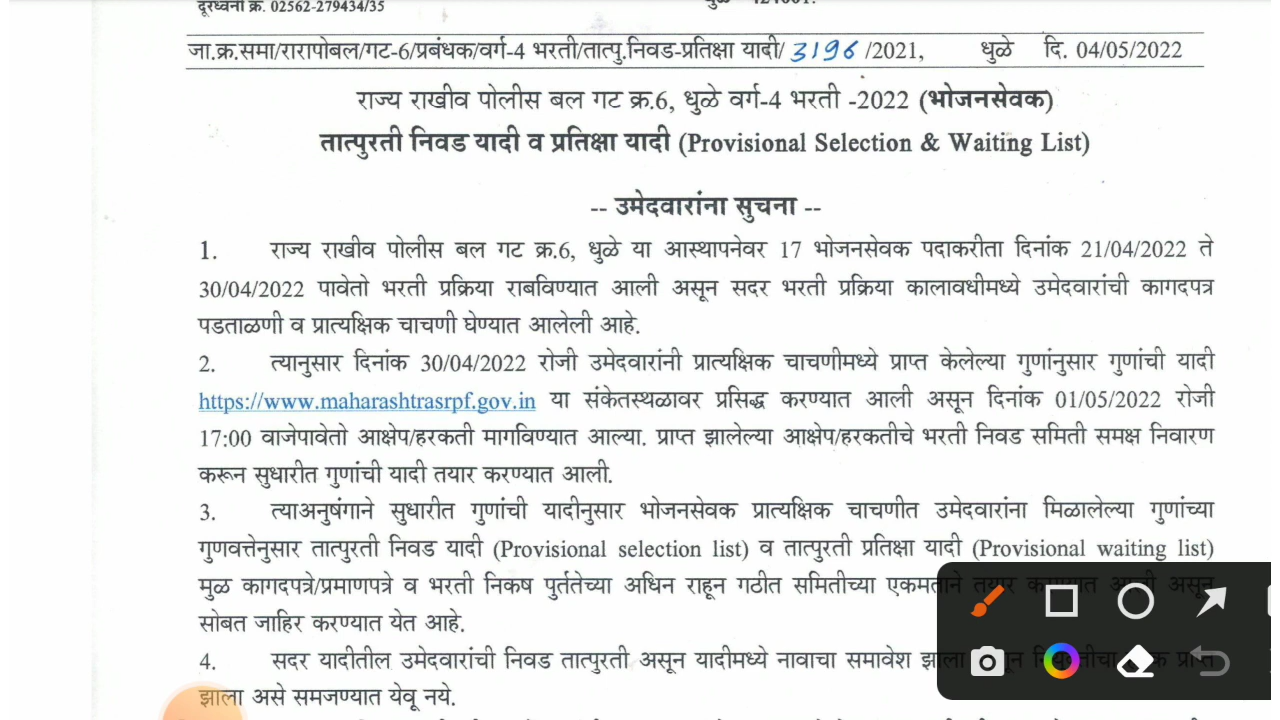 दूरध्वनी क्र. 02562-279434/35
जा.क्र.समा/रारापोबल/गट-6/प्रबंधक/वर्ग-4 भरती/तात्पु.निवड-प्रतिक्षा यादी/ 3196 /2021, धुळे दि. 04/05/2022
राज्य राखीव पोलीस बल गट क्र.6, धुळे वर्ग-4 भरती -2022 (भोजनसेवक)
तात्पुरती निवड यादी व प्रतिक्षा यादी (Provisional Selection & Waiting List)
-- उमेदवारांना सुचना --
1. राज्य राखीव पोलीस बल गट क्र.6, धुळे या आस्थापनेवर 17 भोजनसेवक पदाकरीता दिनांक 21/04/2022 ते
30/04/2022 पावेतो भरती प्रक्रिया राबविण्यात आली असून सदर भरती प्रक्रिया कालावधीमध्ये उमेदवारांची कागदपत्र
पडताळणी व प्रात्यक्षिक चाचणी घेण्यात आलेली आहे.
2. त्यानुसार दिनांक 30/04/2022 रोजी उमेदवारांनी प्रात्यक्षिक चाचणीमध्ये प्राप्त केलेल्या गुणांनुसार गुणांची यादी
https://www.maharashtrasrpf.gov.in या संकेतस्थळावर प्रसिद्ध करण्यात आली असून दिनांक 01/05/2022 रोजी
17:00 वाजेपावेतो आक्षेप/हरकती मागविण्यात आल्या. प्राप्त झालेल्या आक्षेप/हरकतीचे भरती निवड समिती समक्ष निवारण
करून सुधारीत गुणांची यादी तयार करण्यात आली.
3. त्याअनुषंगाने सुधारीत गुणांची यादीनुसार भोजनसेवक प्रात्यक्षिक चाचणीत उमेदवारांना मिळालेल्या गुणांच्या
गुणवत्तेनुसार तात्पुरती निवड यादी (Provisional selection list) व तात्पुरती प्रतिक्षा यादी (Provisional waiting list)
मुळ कागदपत्रे/प्रमाणपत्रे व भरती निकष पुर्ततेच्या अधिन राहून गठीत समितीच्या एकमताने तयार करण्यात आली असून
सोबत जाहिर करण्यात येत आहे.
4. सदर यादीतील उमेदवारांची निवड तात्पुरती असून यादीमध्ये नावाचा समावेश झाला
झाला असे समजण्यात येवू नये.